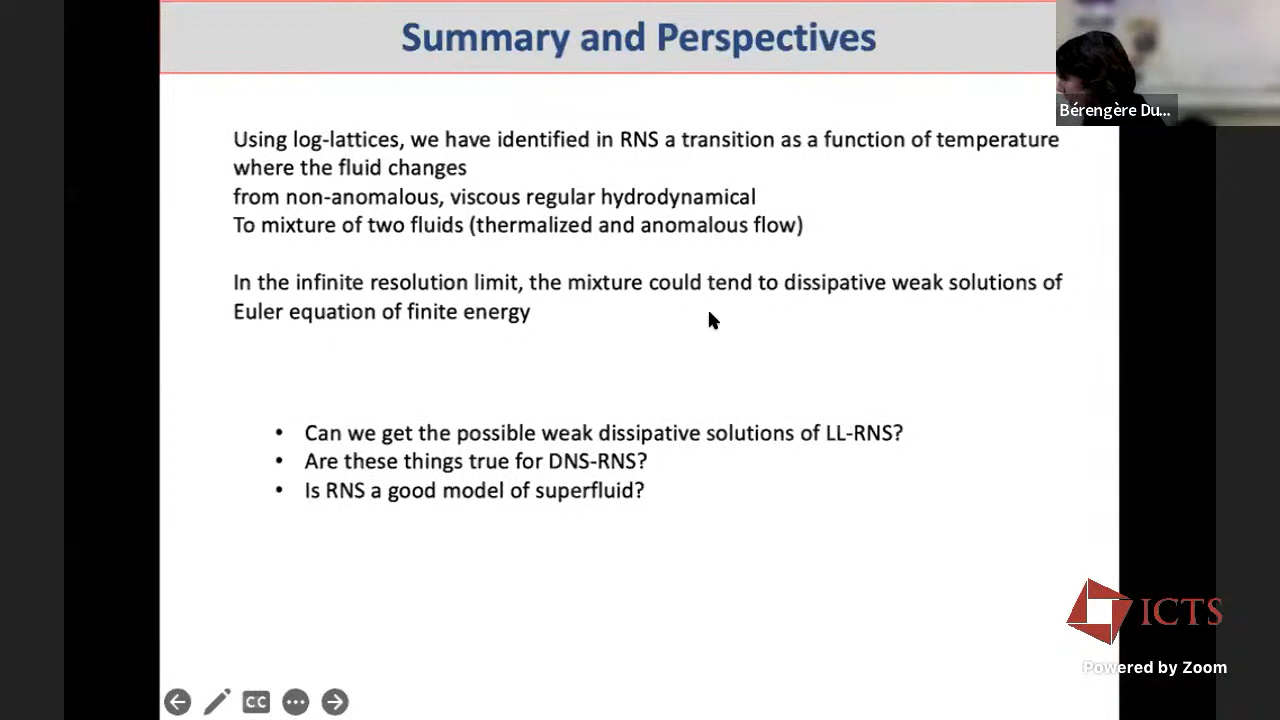 Summary and Perspectives
Bérengère Du...
Using log-lattices, we have identified in RNS a transition as a function of temperature
where the fluid changes
from non-anomalous, viscous regular hydrodynamical
To mixture of two fluids (thermalized and anomalous flow)
In the infinite resolution limit, the mixture could tend to dissipative weak solutions of
Euler equation of finite energy
• Can we get the possible weak dissipative solutions of LL-RNS?
• Are these things true for DNS-RNS?
• Is RNS a good model of superfluid?
ICTS
Powered by Zoom
CC